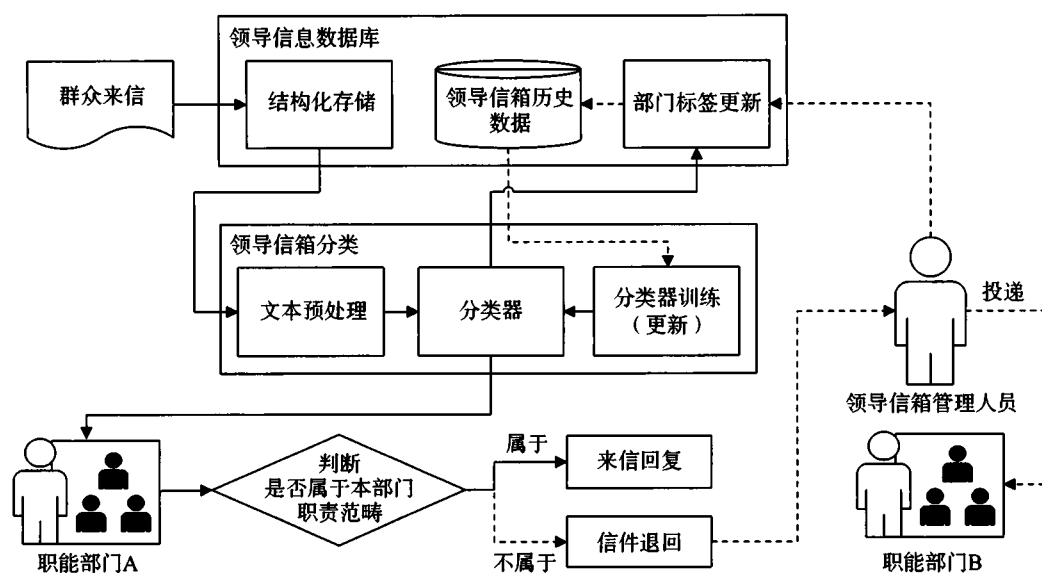 领导信息数据库
群众来信
结构化存储
领导信箱历史
数据
部门标签更新
领导信箱分类
文本预处理
分类器
分类器训练
（更新）
投递
领导信箱管理人员
判断
是否属于本部门
职责范畴
属于
来信回复
不属于
信件退回
职能部门A
职能部门B